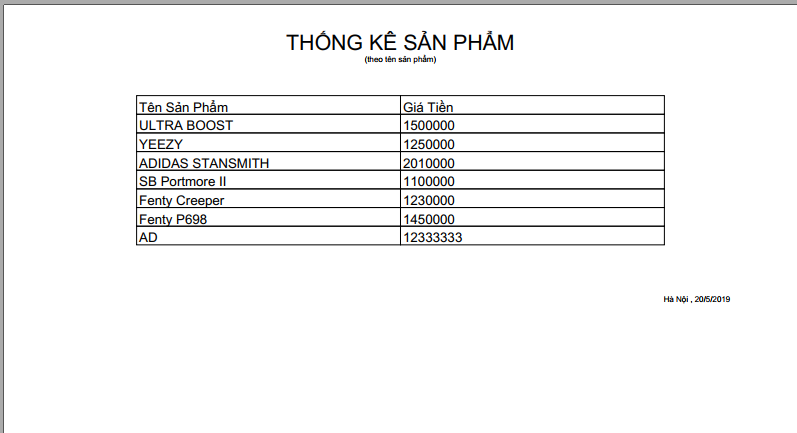 THỐNG KÊ SẢN PHẨM
(theo tên sản phẩm)
Tên Sản Phẩm Giá Tiền
ULTRA BOOST 1500000
YEEZY 1250000
ADIDAS STANSMITH 2010000
SB Portmore II 1100000
Fenty Creeper 1230000
Fenty P698 1450000
AD 12333333
Hà Nội , 20/5/2019